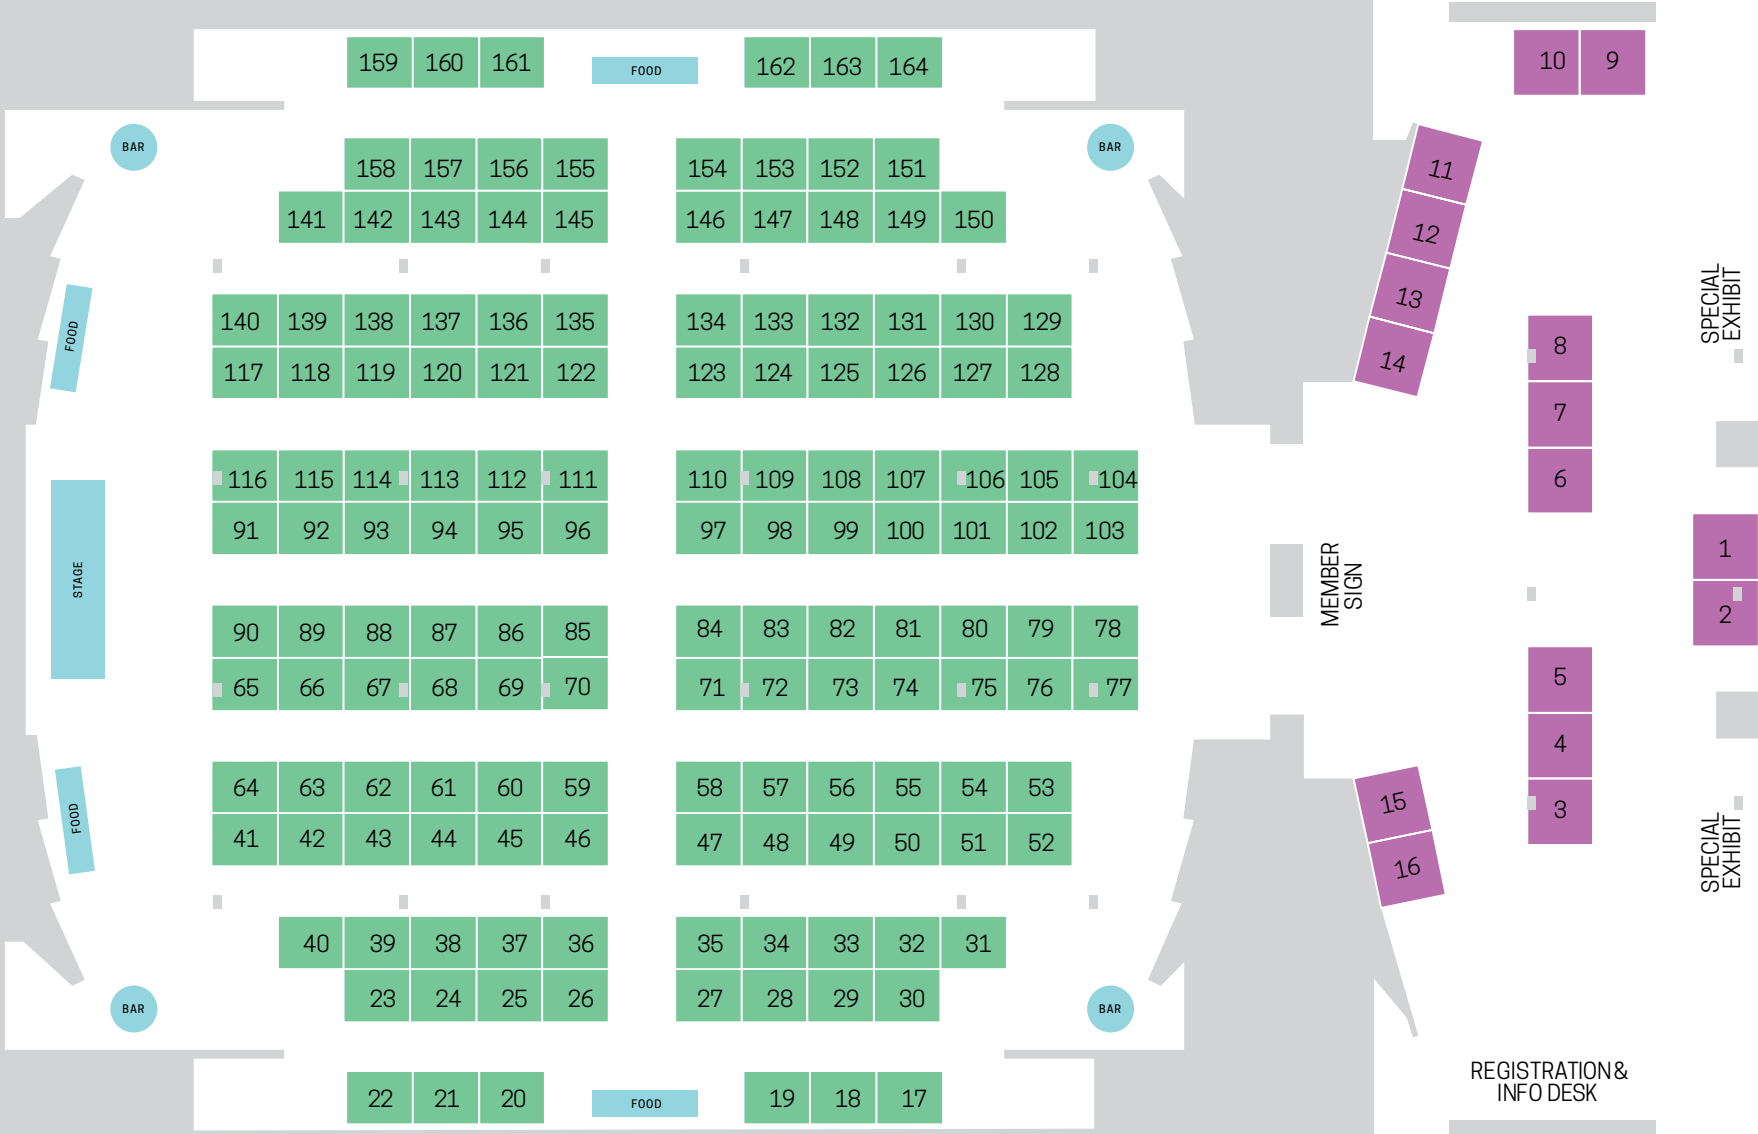 159 160 161 FOOD 162 163 164
10 9
BAR BAR
158 157 156 155 154 153 152 151
11
141 142 143 144 145 146 147 148 149 150
12
13
140 139 138 137 136 135 134 133 132 131 130 129
FOOD
SPECIAL
EXHIBIT
8
14
117 118 119 120 121 122 123 124 125 126 127 128
7
116 115 114 113 112 111 110 109 108 107 106 105 104
6
91 92 93 94 95 96 97 98 99 100 101 102 103
1
STAGE
MEMBER
SIGN
2
90 89 88 87 86 85 84 83 82 81 80 79 78
65 66 67 68 69 70 71 72 73 74 75 76 77
5
4
64 63 62 61 60 59 58 57 56 55 54 53
15
3
FOOD
41 42 43 44 45 46 47 48 49 50 51 52
SPECIAL
EXHIBIT
16
40 39 38 37 36 35 34 33 32 31
23 24 25 26 27 28 29 30
BAR BAR
REGISTRATION &
INFO DESK
22 21 20 FOOD 19 18 17